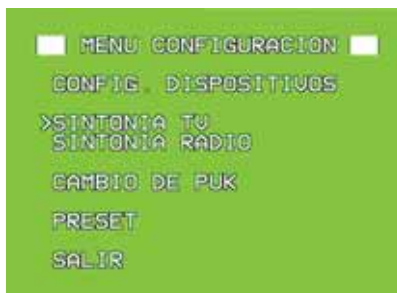 MENU CONFIGURACION
CONFIG. DISPOSITIVOS
>SINTONIA TV
SINTONIA RADIO
CAMBIO DE PUK
PRESET
SALIR